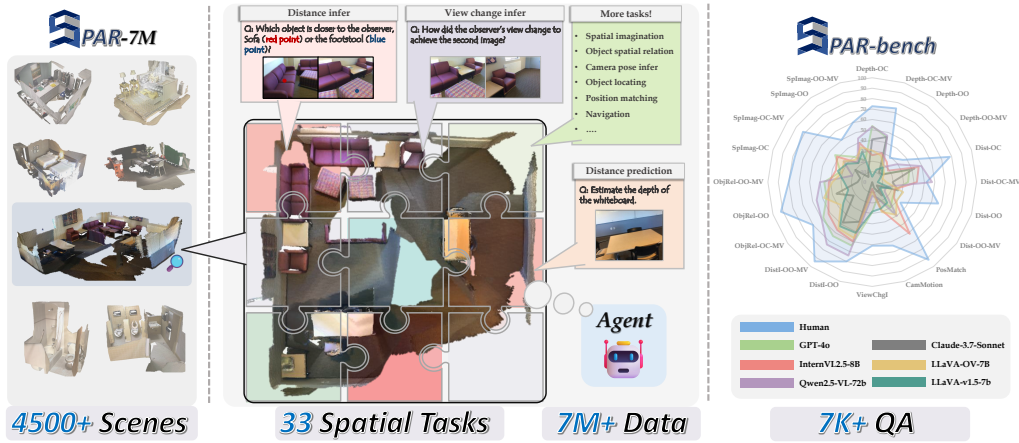 SPAR-7M
Distance infer
Q: Which object is closer to the observer,
Sofa (red point) or the footstool (blue
point)?
View change infer
Q: How did the observer's view change to
achieve the second image?
More tasks!
• Spatial imagination
• Object spatial relation
• Camera pose infer
• Object locating
• Position matching
• Navigation
• ....
Distance prediction
Q: Estimate the depth of
the whiteboard.
Agent
SPAR-bench
Depth-OC
Depth-OC-MV
Depth-OO
Depth-OO-MV
Dist-OC
Dist-OC-MV
Dist-OO
Dist-OO-MV
PosMatch
CamMotion
ViewChgI
DistI-OO
DistI-OO-MV
ObjRel-OC-MV
ObjRel-OO
ObjRel-OO-MV
SpImag-OC
SpImag-OC-MV
SpImag-OO
SpImag-OO-MV
Human
GPT-4o
Claude-3.7-Sonnet
InternVL2.5-8B
LLaVA-OV-7B
Qwen2.5-VL-72b
LLaVA-v1.5-7b
4500+ Scenes
33 Spatial Tasks
7M+ Data
7K+ QA